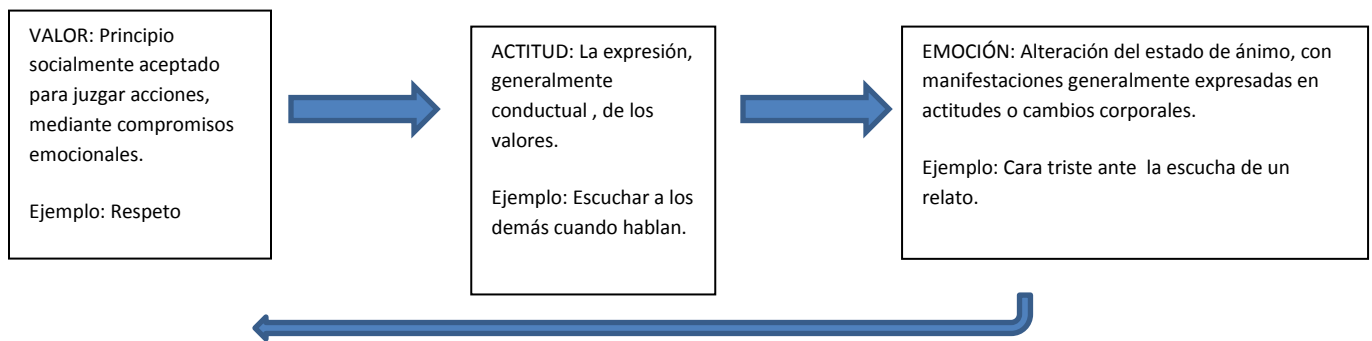 VALOR: Principio
socialmente aceptado
para juzgar acciones,
mediante compromisos
emocionales.
Ejemplo: Respeto
ACTITUD: La expresión,
generalmente
conductual , de los
valores.
Ejemplo: Escuchar a los
demás cuando hablan.
EMOCIÓN: Alteración del estado de ánimo, con
manifestaciones generalmente expresadas en
actitudes o cambios corporales.
Ejemplo: Cara triste ante  la escucha de un
relato.